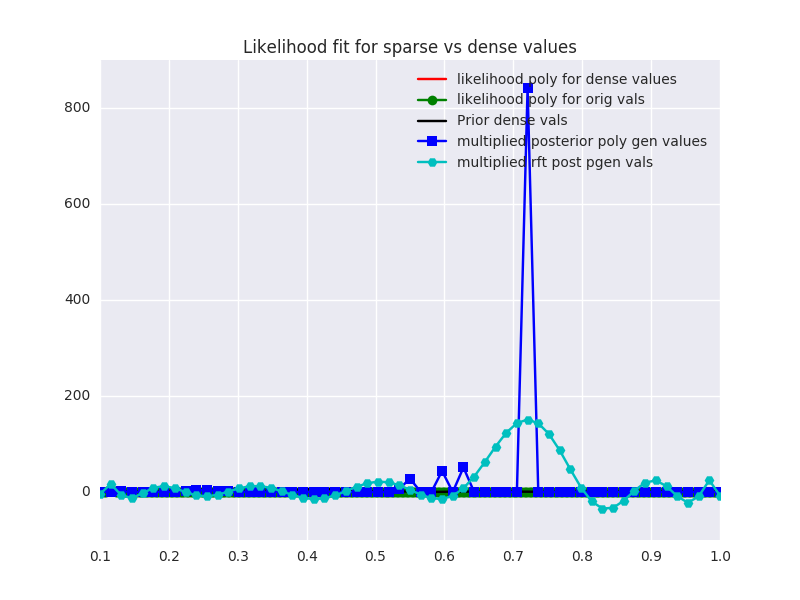 Likelihood fit for sparse vs dense values
likelihood poly for dense values
likelihood poly for orig vals
Prior dense vals
multiplied posterior poly gen values
multiplied rft post pgen vals
800
600
400
200
0
0.1 0.2 0.3 0.4 0.5 0.6 0.7 0.8 0.9 1.0